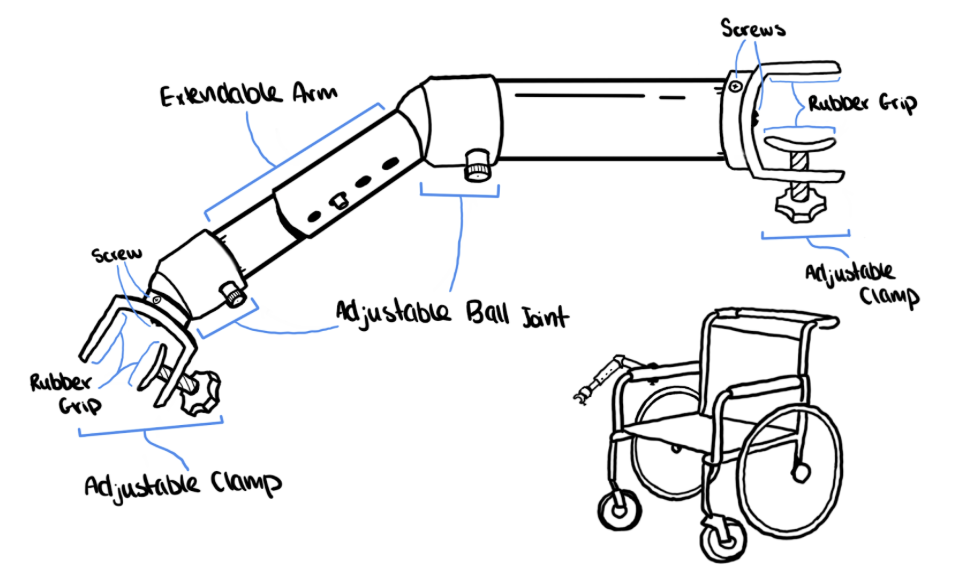 Screws
Extendable Arm
Rubber Grip
Screw
Adjustable
Clamp
Adjustable Ball Joint
Rubber
Grip
Adjustable Clamp